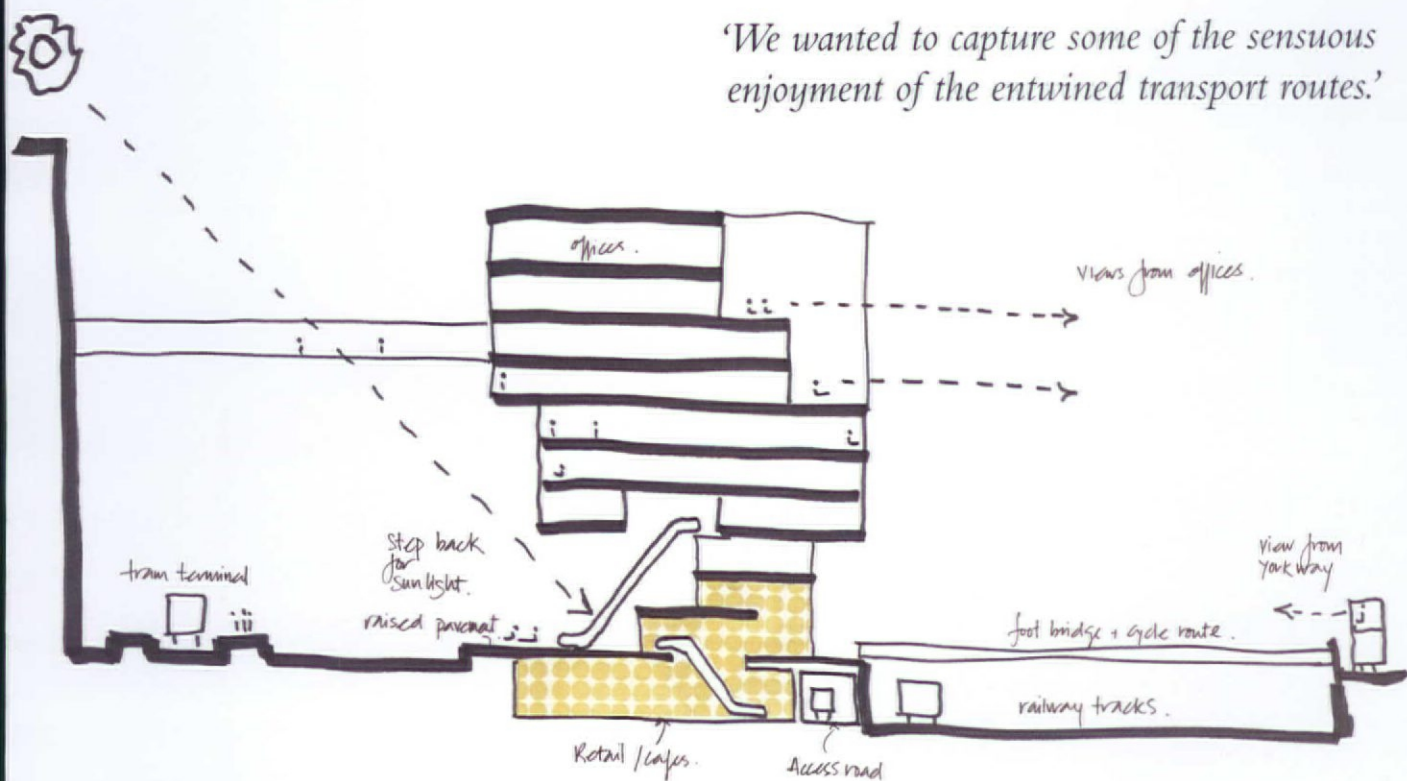 ‘We wanted to capture some of the sensuous
enjoyment of the entwined transport routes.’
offices.
views from offices.
Step back
for
sunlight.
tram terminal
raised pavement.
view from
York way
foot bridge + cycle route.
railway tracks.
Retail / cafes.
Access road